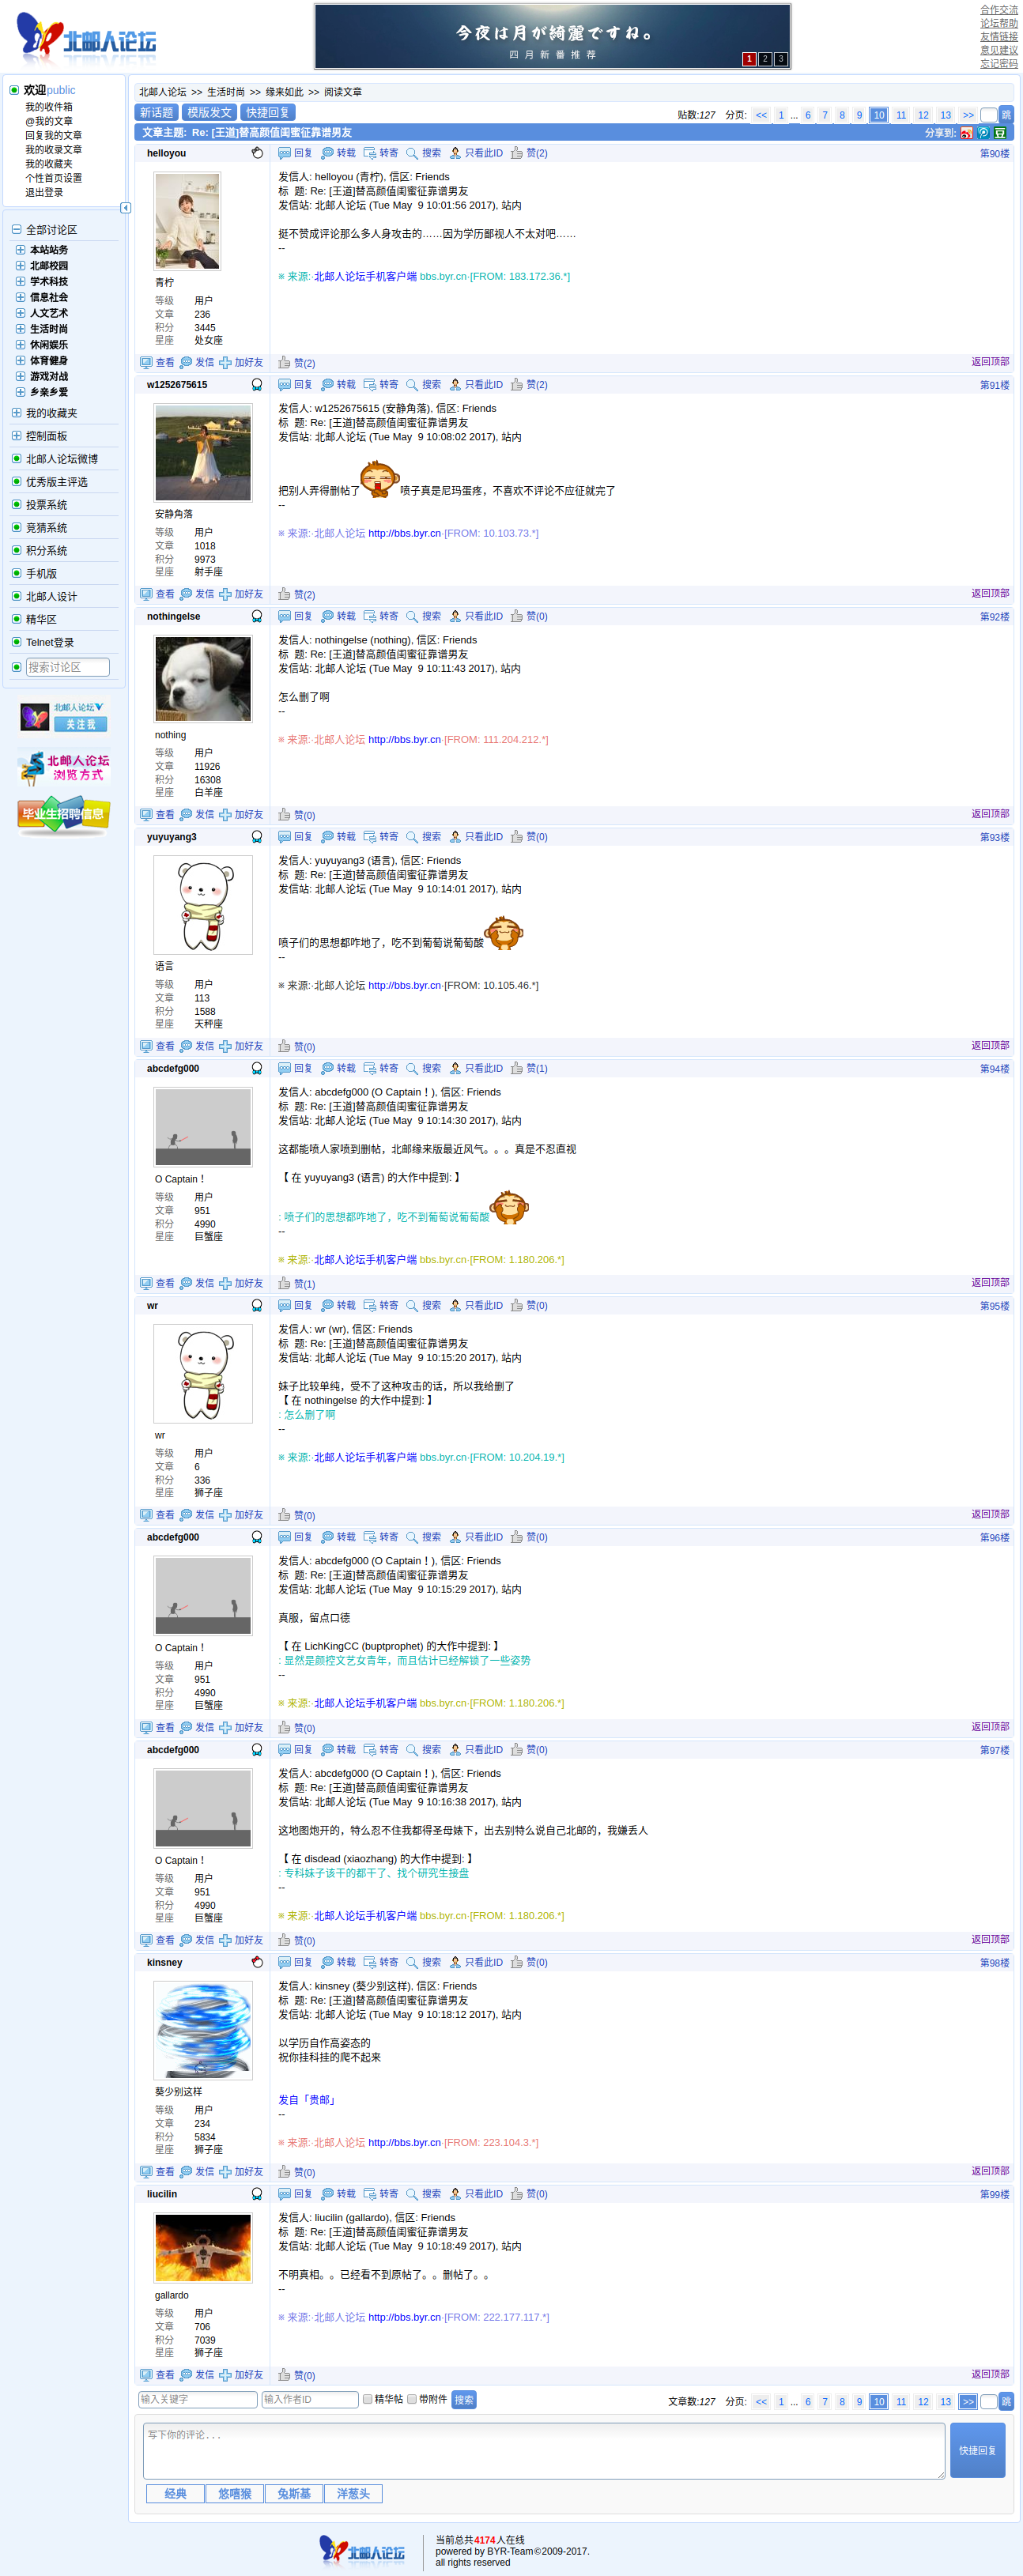 北邮人论坛
今夜は月が綺麗ですね。
四月新番推荐
1 2 3
合作交流
论坛帮助
友情链接
意见建议
忘记密码
欢迎public
我的收件箱
@我的文章
回复我的文章
我的收录文章
我的收藏夹
个性首页设置
退出登录
全部讨论区
本站站务
北邮校园
学术科技
信息社会
人文艺术
生活时尚
休闲娱乐
体育健身
游戏对战
乡亲乡爱
我的收藏夹
控制面板
北邮人论坛微博
优秀版主评选
投票系统
竞猜系统
积分系统
手机版
北邮人设计
精华区
Telnet登录
搜索讨论区
北邮人论坛
关注我
北邮人论坛
浏览方式
毕业生招聘信息
北邮人论坛 >> 生活时尚 >> 缘来如此 >> 阅读文章
新话题 模版发文 快捷回复
贴数:127 分页: << 1 ... 6 7 8 9 10 11 12 13 >> 跳
文章主题: Re: [王道]替高颜值闺蜜征靠谱男友
分享到:
helloyou
回复 转载 转寄 搜索 只看此ID 赞(2) 第90楼
青柠
等级 用户
文章 236
积分 3445
星座 处女座
发信人: helloyou (青柠), 信区: Friends
标 题: Re: [王道]替高颜值闺蜜征靠谱男友
发信站: 北邮人论坛 (Tue May 9 10:01:56 2017), 站内
挺不赞成评论那么多人身攻击的……因为学历鄙视人不太对吧……
--
※ 来源:·北邮人论坛手机客户端 bbs.byr.cn·[FROM: 183.172.36.*]
查看 发信 加好友 赞(2) 返回顶部
w1252675615
回复 转载 转寄 搜索 只看此ID 赞(2) 第91楼
安静角落
等级 用户
文章 1018
积分 9973
星座 射手座
发信人: w1252675615 (安静角落), 信区: Friends
标 题: Re: [王道]替高颜值闺蜜征靠谱男友
发信站: 北邮人论坛 (Tue May 9 10:08:02 2017), 站内
把别人弄得删帖了 喷子真是尼玛蛋疼，不喜欢不评论不应征就完了
--
※ 来源:·北邮人论坛 http://bbs.byr.cn·[FROM: 10.103.73.*]
查看 发信 加好友 赞(2) 返回顶部
nothingelse
回复 转载 转寄 搜索 只看此ID 赞(0) 第92楼
nothing
等级 用户
文章 11926
积分 16308
星座 白羊座
发信人: nothingelse (nothing), 信区: Friends
标 题: Re: [王道]替高颜值闺蜜征靠谱男友
发信站: 北邮人论坛 (Tue May 9 10:11:43 2017), 站内
怎么删了啊
--
※ 来源:·北邮人论坛 http://bbs.byr.cn·[FROM: 111.204.212.*]
查看 发信 加好友 赞(0) 返回顶部
yuyuyang3
回复 转载 转寄 搜索 只看此ID 赞(0) 第93楼
语言
等级 用户
文章 113
积分 1588
星座 天秤座
发信人: yuyuyang3 (语言), 信区: Friends
标 题: Re: [王道]替高颜值闺蜜征靠谱男友
发信站: 北邮人论坛 (Tue May 9 10:14:01 2017), 站内
喷子们的思想都咋地了，吃不到葡萄说葡萄酸
--
※ 来源:·北邮人论坛 http://bbs.byr.cn·[FROM: 10.105.46.*]
查看 发信 加好友 赞(0) 返回顶部
abcdefg000
回复 转载 转寄 搜索 只看此ID 赞(1) 第94楼
O Captain！
等级 用户
文章 951
积分 4990
星座 巨蟹座
发信人: abcdefg000 (O Captain！), 信区: Friends
标 题: Re: [王道]替高颜值闺蜜征靠谱男友
发信站: 北邮人论坛 (Tue May 9 10:14:30 2017), 站内
这都能喷人家喷到删帖，北邮缘来版最近风气。。。真是不忍直视
【 在 yuyuyang3 (语言) 的大作中提到: 】
: 喷子们的思想都咋地了，吃不到葡萄说葡萄酸
--
※ 来源:·北邮人论坛手机客户端 bbs.byr.cn·[FROM: 1.180.206.*]
查看 发信 加好友 赞(1) 返回顶部
wr
回复 转载 转寄 搜索 只看此ID 赞(0) 第95楼
wr
等级 用户
文章 6
积分 336
星座 狮子座
发信人: wr (wr), 信区: Friends
标 题: Re: [王道]替高颜值闺蜜征靠谱男友
发信站: 北邮人论坛 (Tue May 9 10:15:20 2017), 站内
妹子比较单纯，受不了这种攻击的话，所以我给删了
【 在 nothingelse 的大作中提到: 】
: 怎么删了啊
--
※ 来源:·北邮人论坛手机客户端 bbs.byr.cn·[FROM: 10.204.19.*]
查看 发信 加好友 赞(0) 返回顶部
abcdefg000
回复 转载 转寄 搜索 只看此ID 赞(0) 第96楼
O Captain！
等级 用户
文章 951
积分 4990
星座 巨蟹座
发信人: abcdefg000 (O Captain！), 信区: Friends
标 题: Re: [王道]替高颜值闺蜜征靠谱男友
发信站: 北邮人论坛 (Tue May 9 10:15:29 2017), 站内
真服，留点口德
【 在 LichKingCC (buptprophet) 的大作中提到: 】
: 显然是颜控文艺女青年，而且估计已经解锁了一些姿势
--
※ 来源:·北邮人论坛手机客户端 bbs.byr.cn·[FROM: 1.180.206.*]
查看 发信 加好友 赞(0) 返回顶部
abcdefg000
回复 转载 转寄 搜索 只看此ID 赞(0) 第97楼
O Captain！
等级 用户
文章 951
积分 4990
星座 巨蟹座
发信人: abcdefg000 (O Captain！), 信区: Friends
标 题: Re: [王道]替高颜值闺蜜征靠谱男友
发信站: 北邮人论坛 (Tue May 9 10:16:38 2017), 站内
这地图炮开的，特么忍不住我都得圣母婊下，出去别特么说自己北邮的，我嫌丢人
【 在 disdead (xiaozhang) 的大作中提到: 】
: 专科妹子该干的都干了、找个研究生接盘
--
※ 来源:·北邮人论坛手机客户端 bbs.byr.cn·[FROM: 1.180.206.*]
查看 发信 加好友 赞(0) 返回顶部
kinsney
回复 转载 转寄 搜索 只看此ID 赞(0) 第98楼
葵少别这样
等级 用户
文章 234
积分 5834
星座 狮子座
发信人: kinsney (葵少别这样), 信区: Friends
标 题: Re: [王道]替高颜值闺蜜征靠谱男友
发信站: 北邮人论坛 (Tue May 9 10:18:12 2017), 站内
以学历自作高姿态的
祝你挂科挂的爬不起来
发自「贵邮」
--
※ 来源:·北邮人论坛 http://bbs.byr.cn·[FROM: 223.104.3.*]
查看 发信 加好友 赞(0) 返回顶部
liucilin
回复 转载 转寄 搜索 只看此ID 赞(0) 第99楼
gallardo
等级 用户
文章 706
积分 7039
星座 狮子座
发信人: liucilin (gallardo), 信区: Friends
标 题: Re: [王道]替高颜值闺蜜征靠谱男友
发信站: 北邮人论坛 (Tue May 9 10:18:49 2017), 站内
不明真相。。已经看不到原帖了。。删帖了。。
--
※ 来源:·北邮人论坛 http://bbs.byr.cn·[FROM: 222.177.117.*]
查看 发信 加好友 赞(0) 返回顶部
输入关键字 输入作者ID 精华帖 带附件 搜索
文章数:127 分页: << 1 ... 6 7 8 9 10 11 12 13 >> 跳
写下你的评论...
快捷回复
经典 悠嘻猴 兔斯基 洋葱头
北邮人论坛
当前总共4174人在线
powered by BYR-Team©2009-2017.
all rights reserved